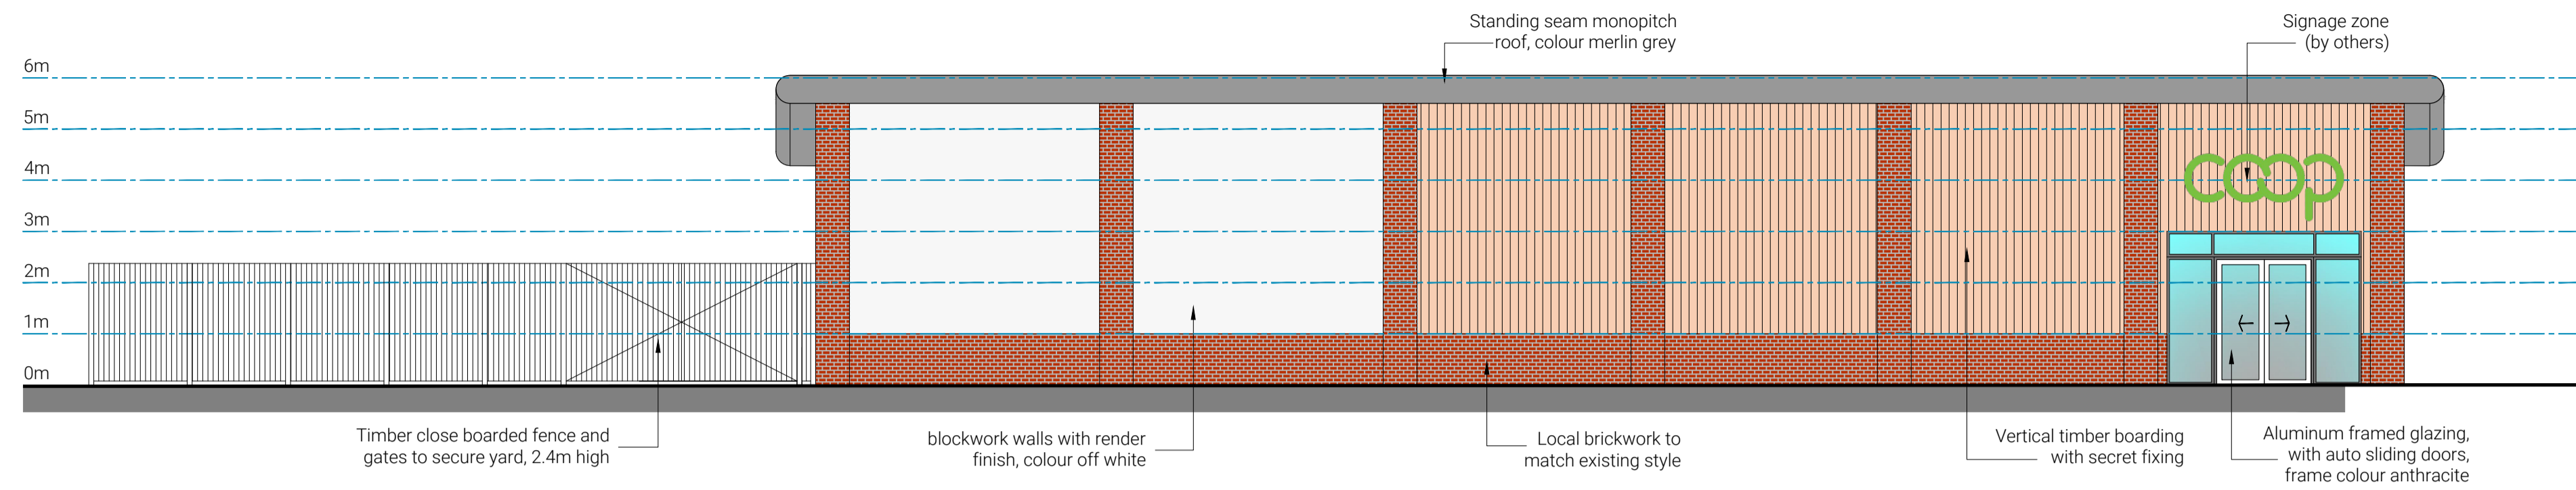 Standing seam monopitch
roof, colour merlin grey
Signage zone
(by others)
6m
5m
4m
3m
2m
1m
0m
coop
Timber close boarded fence and
gates to secure yard, 2.4m high
blockwork walls with render
finish, colour off white
Local brickwork to
match existing style
Vertical timber boarding
with secret fixing
Aluminum framed glazing,
with auto sliding doors,
frame colour anthracite